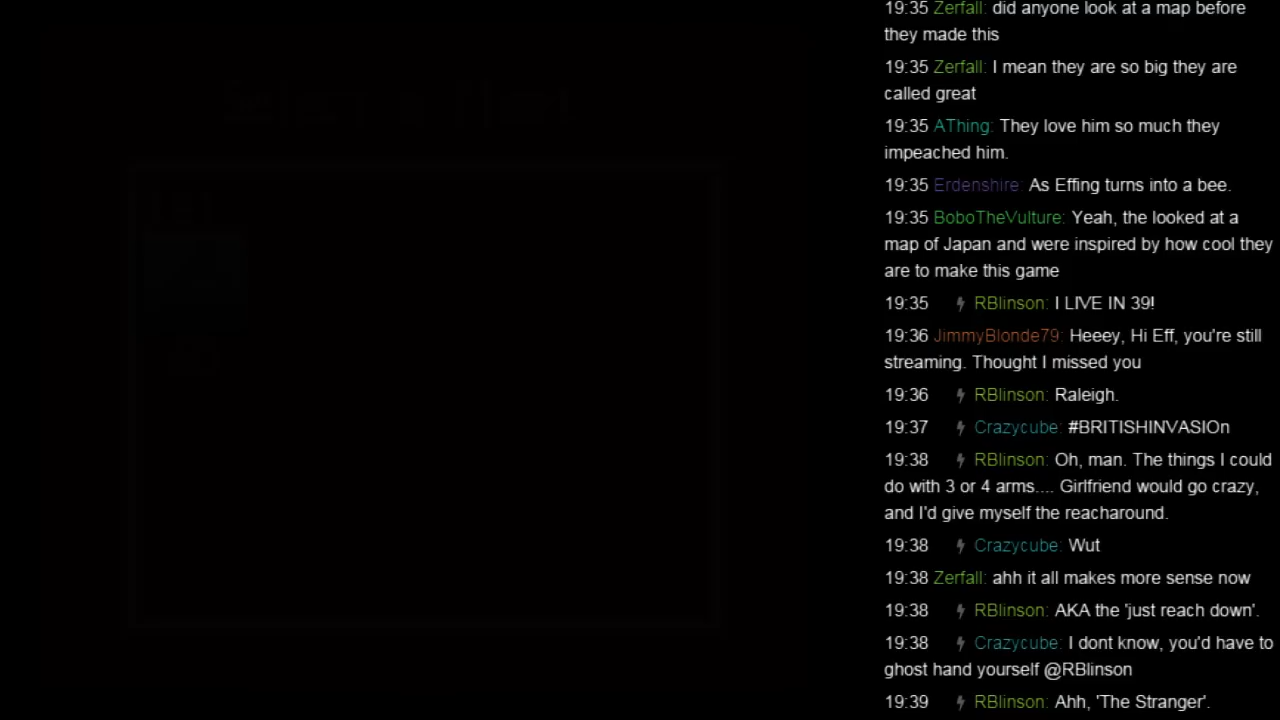 19:35 Zerfall: did anyone look at a map before
they made this
19:35 Zerfall: I mean they are so big they are
called great
19:35 AThing: They love him so much they
impeached him.
19:35 Erdenshire: As Effing turns into a bee.
19:35 BoboTheVulture: Yeah, the looked at a
map of Japan and were inspired by how cool they
are to make this game
19:35 RBlinson: I LIVE IN 39!
19:36 JimmyBlonde79: Heeey, Hi Eff, you're still
streaming. Thought I missed you
19:36 RBlinson: Raleigh.
19:37 Crazycube: #BRITISHINVASIOn
19:38 RBlinson: Oh, man. The things I could
do with 3 or 4 arms.... Girlfriend would go crazy,
and I'd give myself the reacharound.
19:38 Crazycube: Wut
19:38 Zerfall: ahh it all makes more sense now
19:38 RBlinson: AKA the 'just reach down'.
19:38 Crazycube: I dont know, you'd have to
ghost hand yourself @RBlinson
19:39 RBlinson: Ahh, 'The Stranger'.